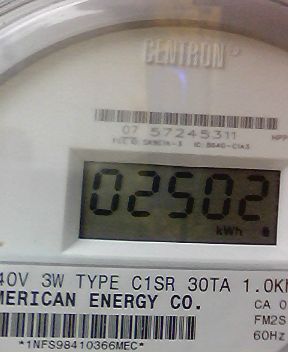 CENTRON®
07 57245311
02502
kWh
40V 3W TYPE C1SR 30TA 1.0Kh
MERICAN ENERGY CO.
CA 0
FM2S
60Hz
*1NFS98410366MEC*